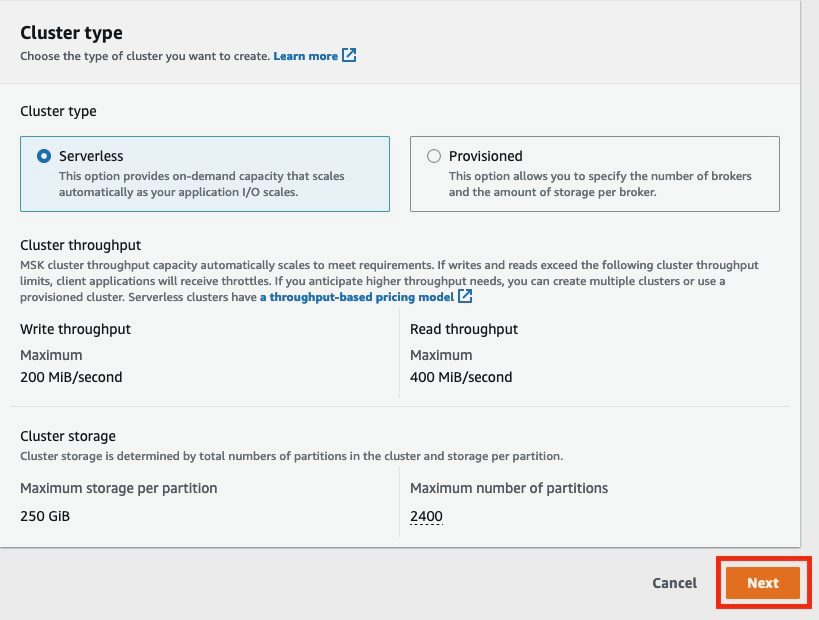 Cluster type
Choose the type of cluster you want to create. Learn more
Cluster type
Serverless
This option provides on-demand capacity that scales
automatically as your application I/O scales.
Provisioned
This option allows you to specify the number of brokers
and the amount of storage per broker.
Cluster throughput
MSK cluster throughput capacity automatically scales to meet requirements. If writes and reads exceed the following cluster throughput
limits, client applications will receive throttles. If you anticipate higher throughput needs, you can create multiple clusters or use a
provisioned cluster. Serverless clusters have a throughput-based pricing model
Write throughput
Maximum
200 MiB/second
Read throughput
Maximum
400 MiB/second
Cluster storage
Cluster storage is determined by total numbers of partitions in the cluster and storage per partition.
Maximum storage per partition
250 GiB
Maximum number of partitions
2400
Cancel
Next